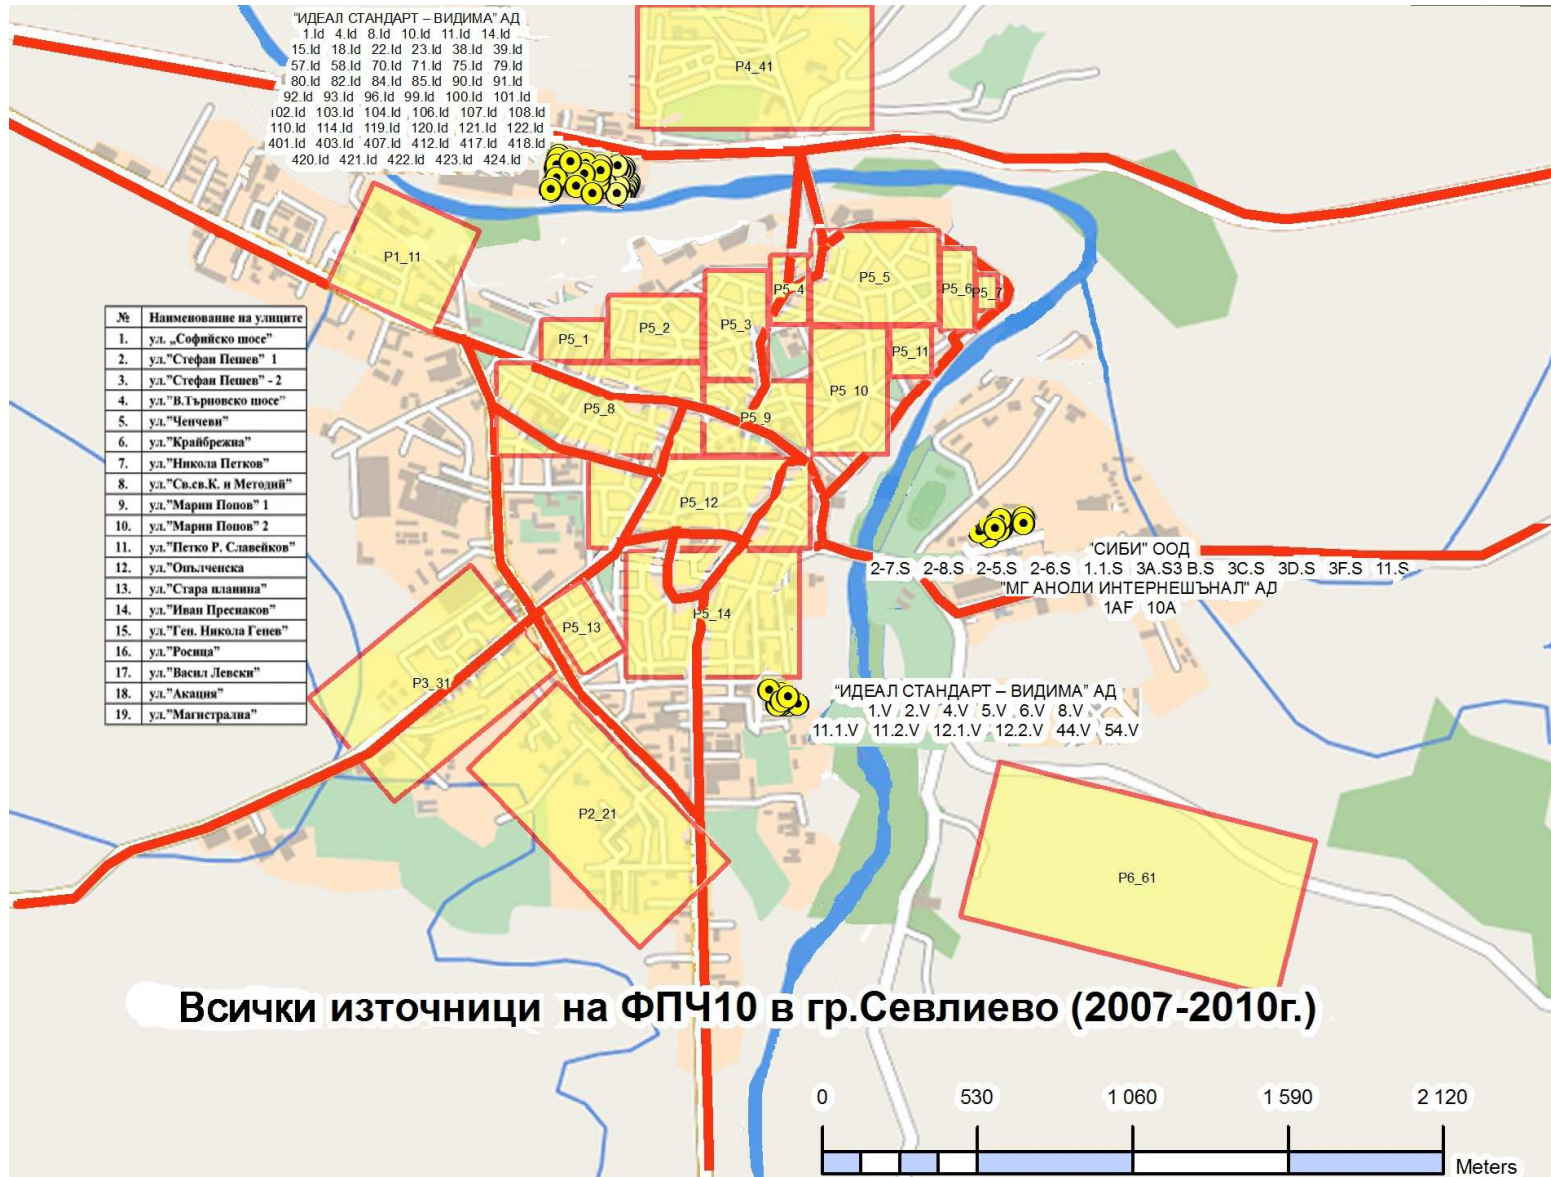 "ИДЕАЛ СТАНДАРТ – ВИДИМА" АД
1.Id 4.Id 8.Id 10.Id 11.Id 14.Id
15.Id 18.Id 22.Id 23.Id 38.Id 39.Id
57.Id 58.Id 70.Id 71.Id 75.Id 79.Id
80.Id 82.Id 84.Id 85.Id 90.Id 91.Id
92.Id 93.Id 96.Id 99.Id 100.Id 101.Id
102.Id 103.Id 104.Id 106.Id 107.Id 108.Id
110.Id 114.Id 119.Id 120.Id 121.Id 122.Id
401.Id 403.Id 407.Id 412.Id 417.Id 418.Id
420.Id 421.Id 422.Id 423.Id 424.Id
P4_41
P1_11
P5_1
P5_2
P5_3
P5_4
P5_5
P5_6
P5_7
P5_8
P5_9
P5_10
P5_11
P5_12
P5_13
P5_14
P3_31
P2_21
P6_61
№ Наименование на улиците
1. ул. „Софийско шосе"
2. ул."Стефан Пешев" 1
3. ул."Стефан Пешев" - 2
4. ул."В.Търновско шосе"
5. ул."Ченчеви"
6. ул."Крайбрежна"
7. ул."Никола Петков"
8. ул."Св.св.К. и Методий"
9. ул."Марин Попов" 1
10. ул."Марин Попов" 2
11. ул."Петко Р. Славейков"
12. ул."Опълченска
13. ул."Стара планина"
14. ул."Иван Преснаков"
15. ул."Ген. Никола Генев"
16. ул."Росица"
17. ул."Васил Левски"
18. ул."Акация"
19. ул."Магистрална"
"СИБИ" ООД
2-7.S 2-8.S 2-5.S 2-6.S 1.1.S 3A.S3 B.S 3C.S 3D.S 3F.S 11.S
"МГ АНОДИ ИНТЕРНЕШЪНАЛ" АД
1AF 10A
"ИДЕАЛ СТАНДАРТ – ВИДИМА" АД
1.V 2.V 4.V 5.V 6.V 8.V
11.1.V 11.2.V 12.1.V 12.2.V 44.V 54.V
Всички източници на ФПЧ10 в гр.Севлиево (2007-2010г.)
0 530 1 060 1 590 2 120
Meters